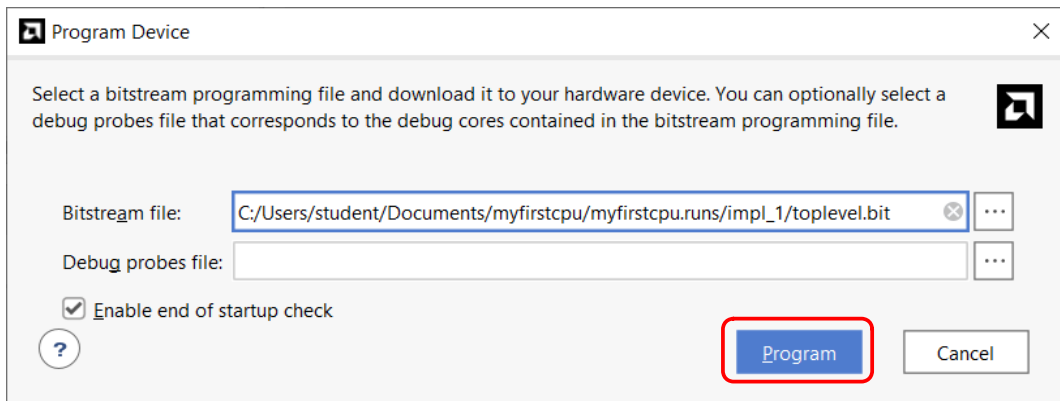 Program Device
Select a bitstream programming file and download it to your hardware device. You can optionally select a
debug probes file that corresponds to the debug cores contained in the bitstream programming file.
Bitstream file: C:/Users/student/Documents/myfirstcpu/myfirstcpu.runs/impl_1/toplevel.bit ...
Debug probes file: ...
Enable end of startup check
? Program Cancel